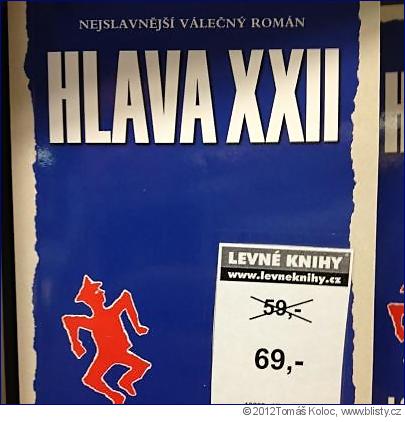 NEJSLAVNĚJŠÍ VÁLEČNÝ ROMÁN
HLAVA XXII
LEVNÉ KNIHY
www.levneknihy.cz
59,-
69,-
©2012Tomáš Koloc, www.blisty.cz